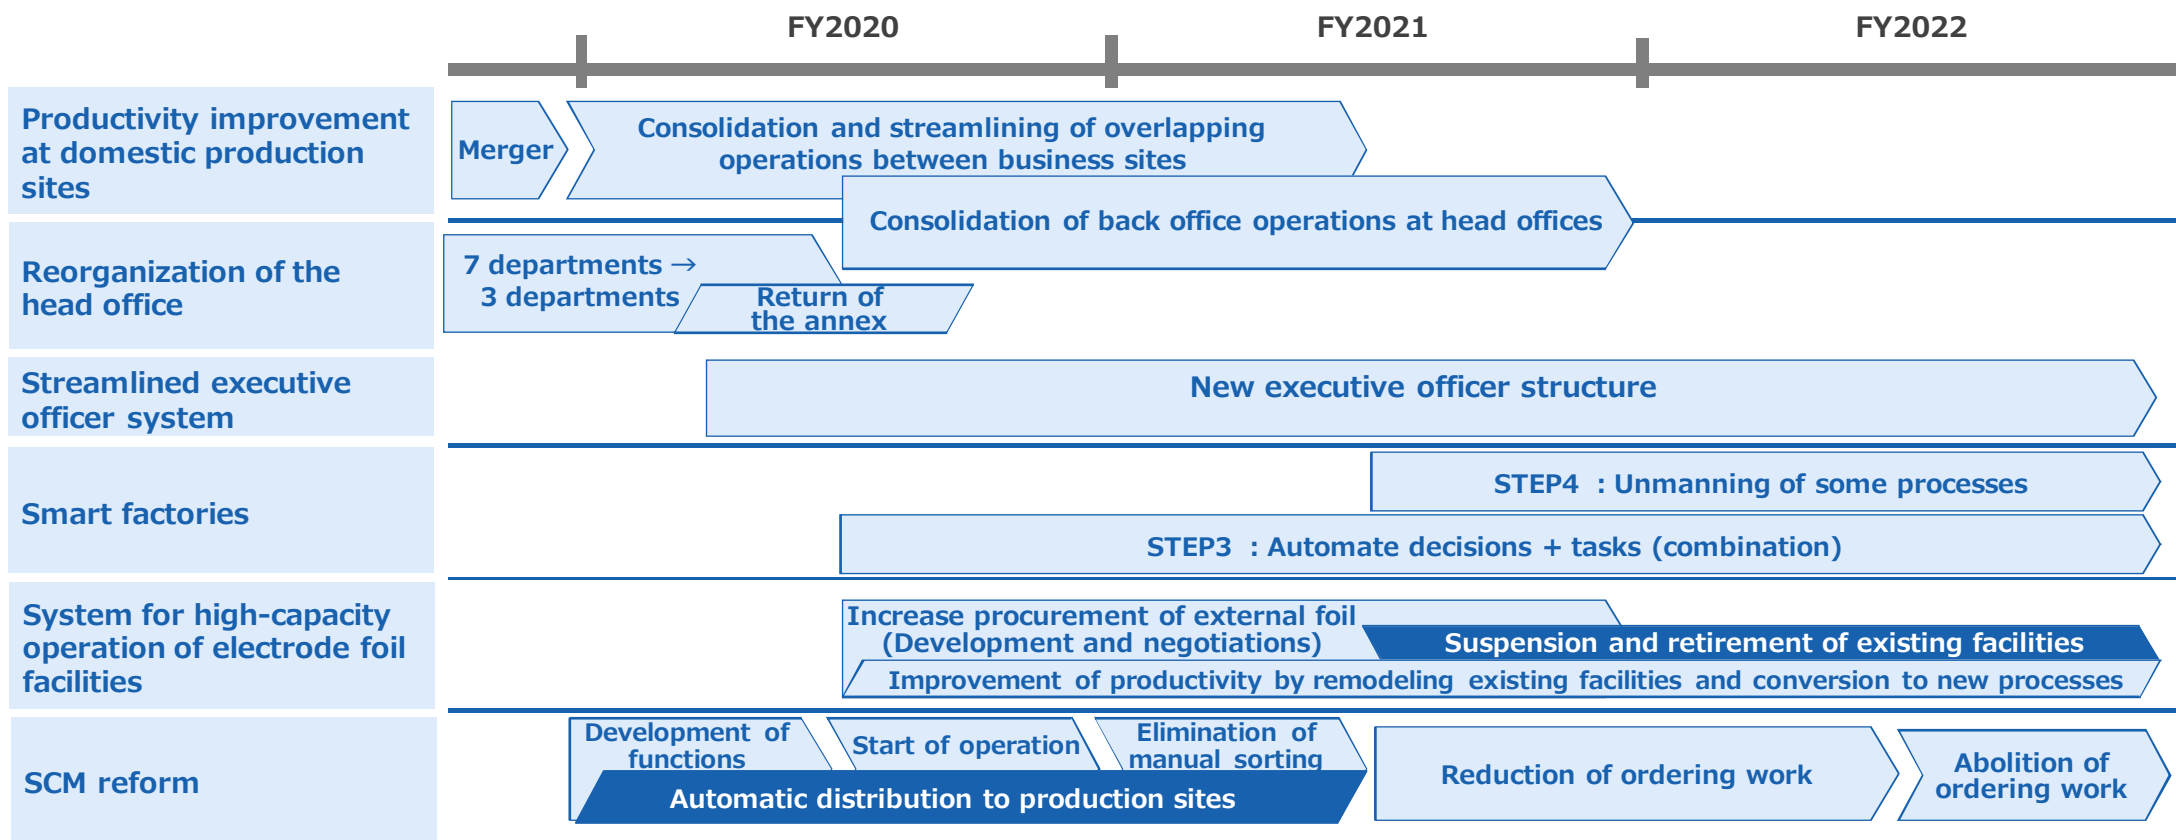 FY2020 FY2021 FY2022
Productivity improvement
at domestic production
sites
Merger
Consolidation and streamlining of overlapping
operations between business sites
Consolidation of back office operations at head offices
Reorganization of the
head office
7 departments →
3 departments
Return of
the annex
Streamlined executive
officer system
New executive officer structure
Smart factories
STEP4 : Unmanning of some processes
STEP3 : Automate decisions + tasks (combination)
System for high-capacity
operation of electrode foil
facilities
Increase procurement of external foil
(Development and negotiations)
Suspension and retirement of existing facilities
Improvement of productivity by remodeling existing facilities and conversion to new processes
SCM reform
Development of
functions
Start of operation
Elimination of
manual sorting
Automatic distribution to production sites
Reduction of ordering work
Abolition of
ordering work